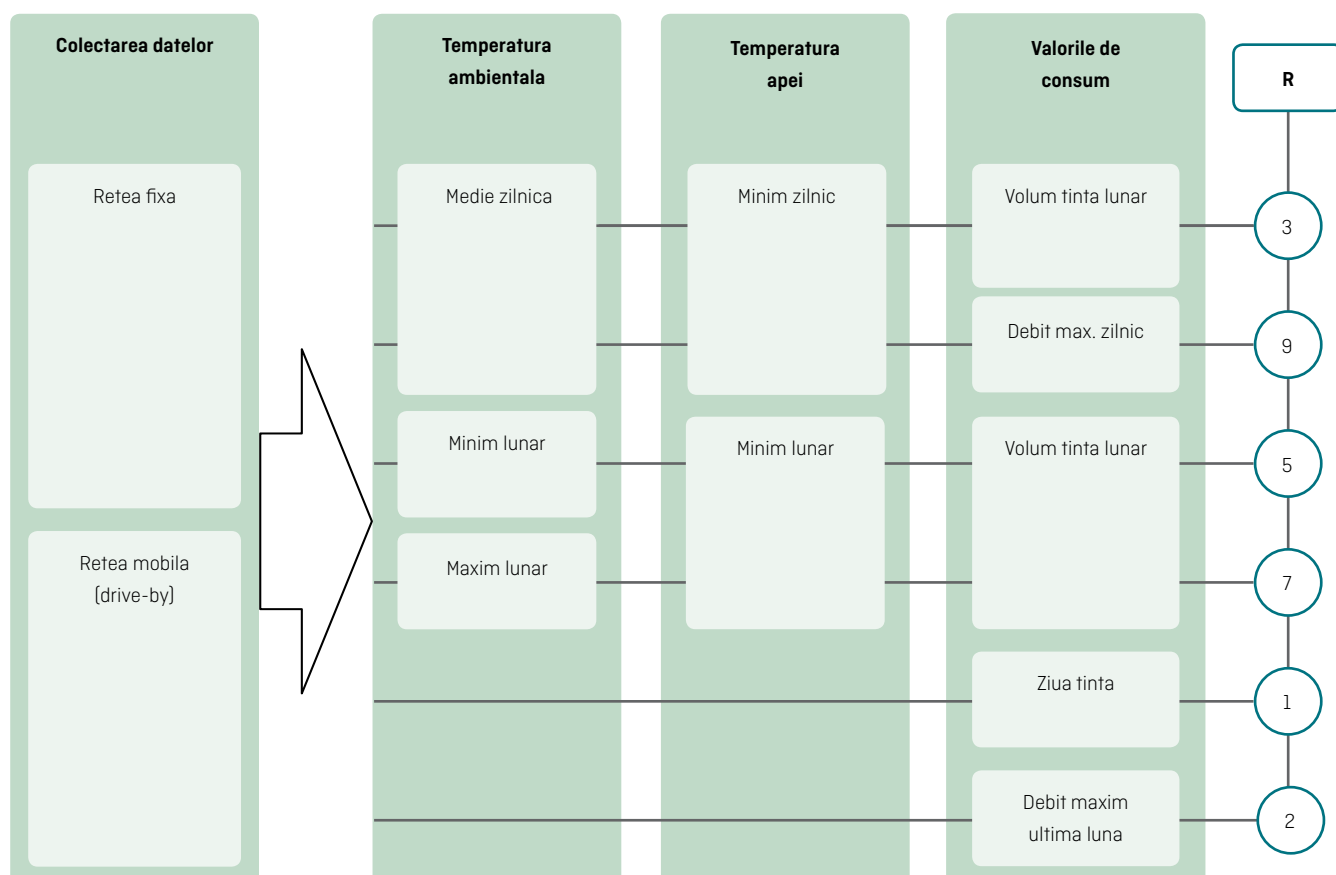 Colectarea datelor
Temperatura
ambientala
Temperatura
apei
Valorile de
consum
R
Retea fixa
Medie zilnica
Minim zilnic
Volum tinta lunar
3
Debit max. zilnic
9
Minim lunar
Minim lunar
Volum tinta lunar
5
Retea mobila
(drive-by)
Maxim lunar
7
Ziua tinta
1
Debit maxim
ultima luna
2